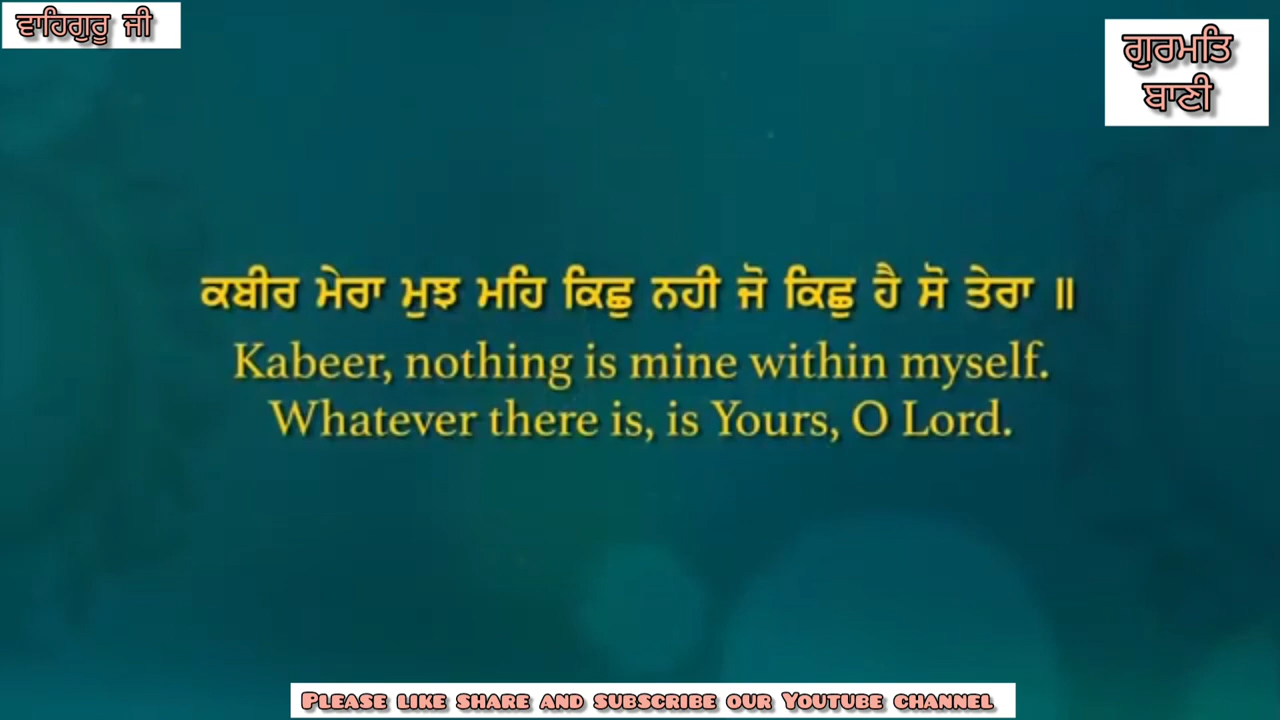 ਵਾਹਿਗੁਰੂ ਜੀ
ਗੁਰਮਤਿ
ਬਾਣੀ
ਕਬੀਰ ਮੇਰਾ ਮੁਝ ਮਹਿ ਕਿਛੁ ਨਹੀ ਜੋ ਕਿਛੁ ਹੈ ਸੋ ਤੇਰਾ ॥
Kabeer, nothing is mine within myself.
Whatever there is, is Yours, O Lord.
Please like share and subscribe our Youtube channel